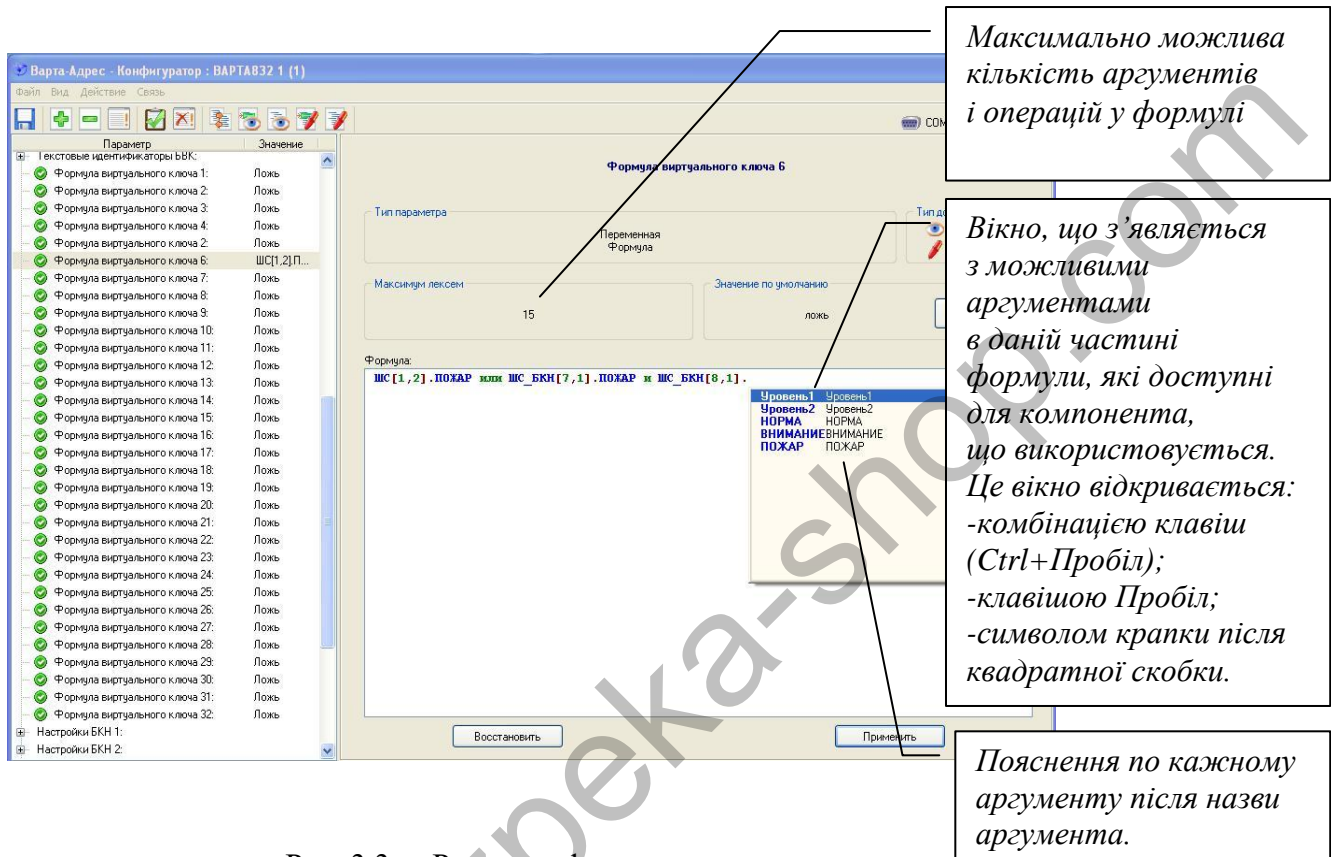 Максимально можлива
кількість аргументів
і операцій у формулі
Варта-Адрес - Конфигуратор : ВАРТА832 1 (1)
Файл Вид Действие Связь
COM
Параметр Значение
Текстовые идентификаторы БВК:
Формула виртуального ключа 1: Ложь
Формула виртуального ключа 2: Ложь
Формула виртуального ключа 3: Ложь
Формула виртуального ключа 4: Ложь
Формула виртуального ключа 2: Ложь
Формула виртуального ключа 6: ШС[1,2].П...
Формула виртуального ключа 7: Ложь
Формула виртуального ключа 8: Ложь
Формула виртуального ключа 9: Ложь
Формула виртуального ключа 10: Ложь
Формула виртуального ключа 11: Ложь
Формула виртуального ключа 12: Ложь
Формула виртуального ключа 13: Ложь
Формула виртуального ключа 14: Ложь
Формула виртуального ключа 15: Ложь
Формула виртуального ключа 16: Ложь
Формула виртуального ключа 17: Ложь
Формула виртуального ключа 18: Ложь
Формула виртуального ключа 19: Ложь
Формула виртуального ключа 20: Ложь
Формула виртуального ключа 21: Ложь
Формула виртуального ключа 22: Ложь
Формула виртуального ключа 23: Ложь
Формула виртуального ключа 24: Ложь
Формула виртуального ключа 25: Ложь
Формула виртуального ключа 26: Ложь
Формула виртуального ключа 27: Ложь
Формула виртуального ключа 28: Ложь
Формула виртуального ключа 29: Ложь
Формула виртуального ключа 30: Ложь
Формула виртуального ключа 31: Ложь
Формула виртуального ключа 32: Ложь
Настройки БКН 1:
Настройки БКН 2:
Формула виртуального ключа 6
Тип параметра
Переменная
Формула
Тип до
Максимум лексем
15
Значение по умолчанию
ложь
Формула:
ШС[1,2].ПОЖАР или ШС_БКН[7,1].ПОЖАР и ШС_БКН[8,1].
Уровень1 Уровень1
Уровень2 Уровень2
НОРМА НОРМА
ВНИМАНИЕ ВНИМАНИЕ
ПОЖАР ПОЖАР
Восстановить
Применить
Вікно, що з’являється
з можливими
аргументами
в даній частині
формули, які доступні
для компонента,
що використовується.
Це вікно відкривається:
-комбінацією клавіш
(Ctrl+Пробіл);
-клавішою Пробіл;
-символом крапки після
квадратної скобки.
Пояснення по кажному
аргументу після назви
аргумента.
peka-shop.com